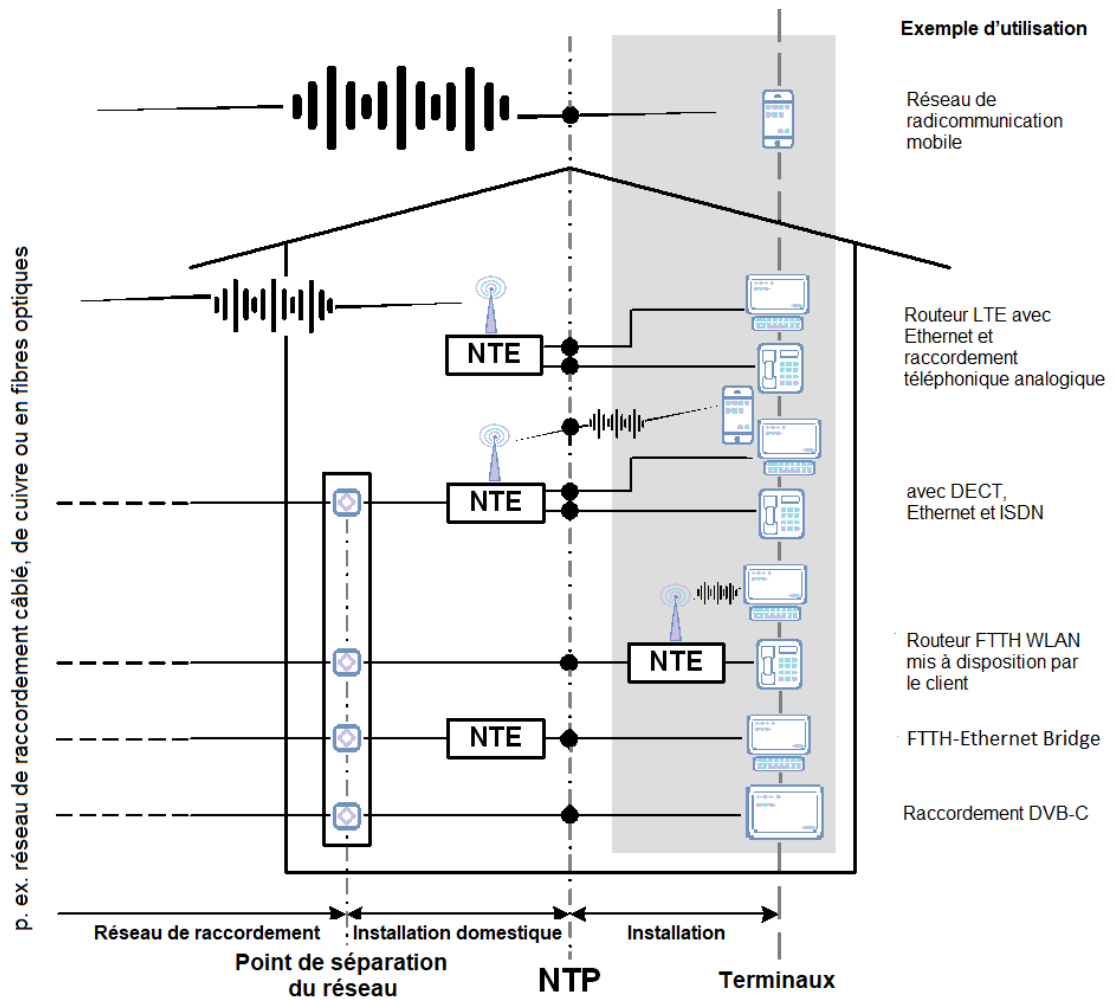 Exemple d'utilisation
Réseau de
radicommunication
mobile
p. ex. réseau de raccordement câblé, de cuivre ou en fibres optiques
NTE
Routeur LTE avec
Ethernet et
raccordement
téléphonique analogique
NTE
avec DECT,
Ethernet et ISDN
NTE
Routeur FTTH WLAN
mis à disposition par
le client
NTE
FTTH-Ethernet Bridge
Raccordement DVB-C
Réseau de raccordement
Installation domestique
Installation
Point de séparation
du réseau
NTP
Terminaux